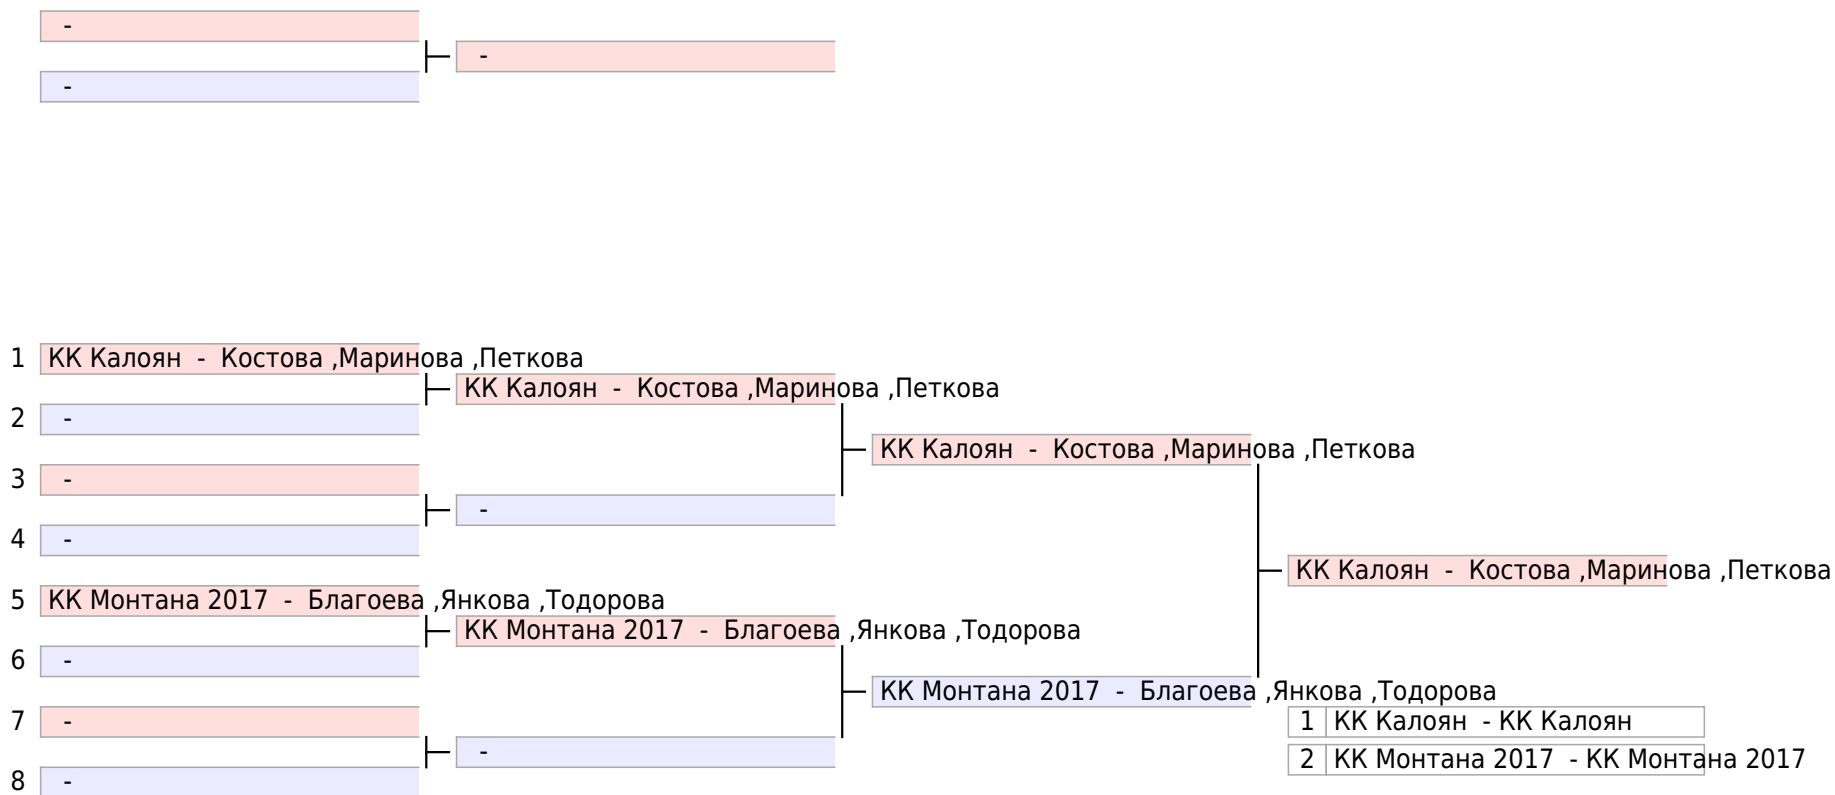 -
-
-
1 КК Калоян - Костова ,Маринова ,Петкова
КК Калоян - Костова ,Маринова ,Петкова
2 -
КК Калоян - Костова ,Маринова ,Петкова
3 -
-
4 -
КК Калоян - Костова ,Маринова ,Петкова
5 КК Монтана 2017 - Благоева ,Янкова ,Тодорова
КК Монтана 2017 - Благоева ,Янкова ,Тодорова
6 -
КК Монтана 2017 - Благоева ,Янкова ,Тодорова
7 -
1 КК Калоян - КК Калоян
-
2 КК Монтана 2017 - КК Монтана 2017
8 -